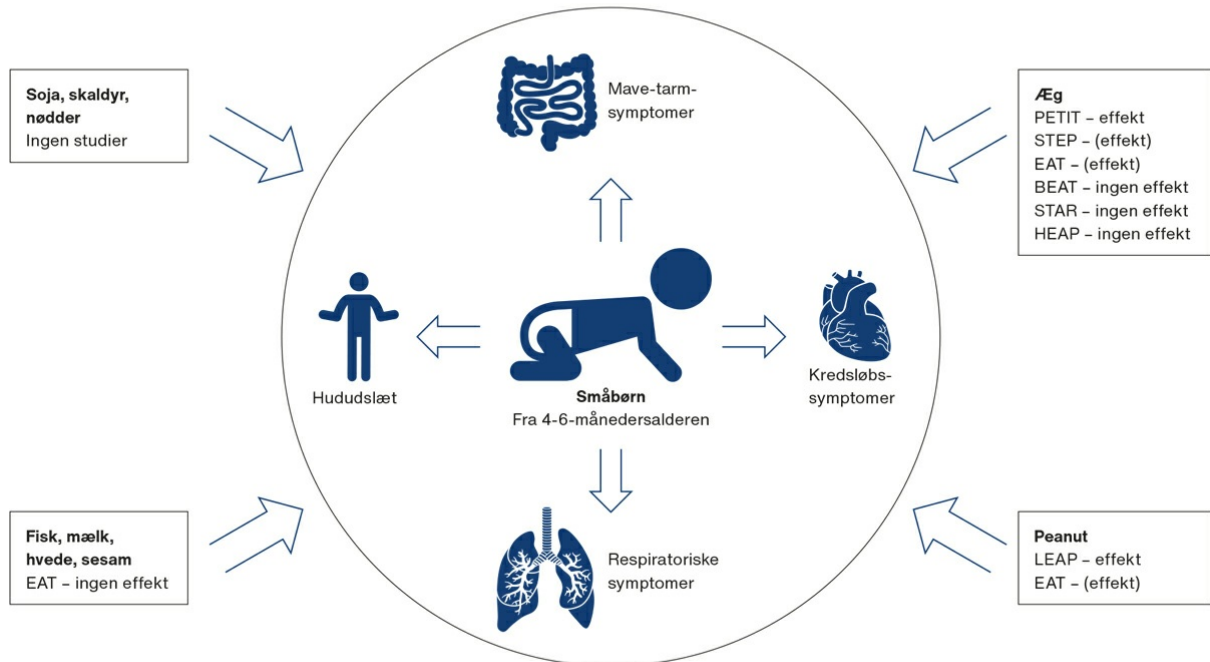 Soja, skaldyr,
nødder
Ingen studier
Mave-tarm-
symptomer
Æg
PETIT – effekt
STEP – (effekt)
EAT – (effekt)
BEAT – ingen effekt
STAR – ingen effekt
HEAP – ingen effekt
Hududslæt
Småbørn
Fra 4-6-månedersalderen
Kredsløbs-
symptomer
Fisk, mælk,
hvede, sesam
EAT – ingen effekt
Respiratoriske
symptomer
Peanut
LEAP – effekt
EAT – (effekt)